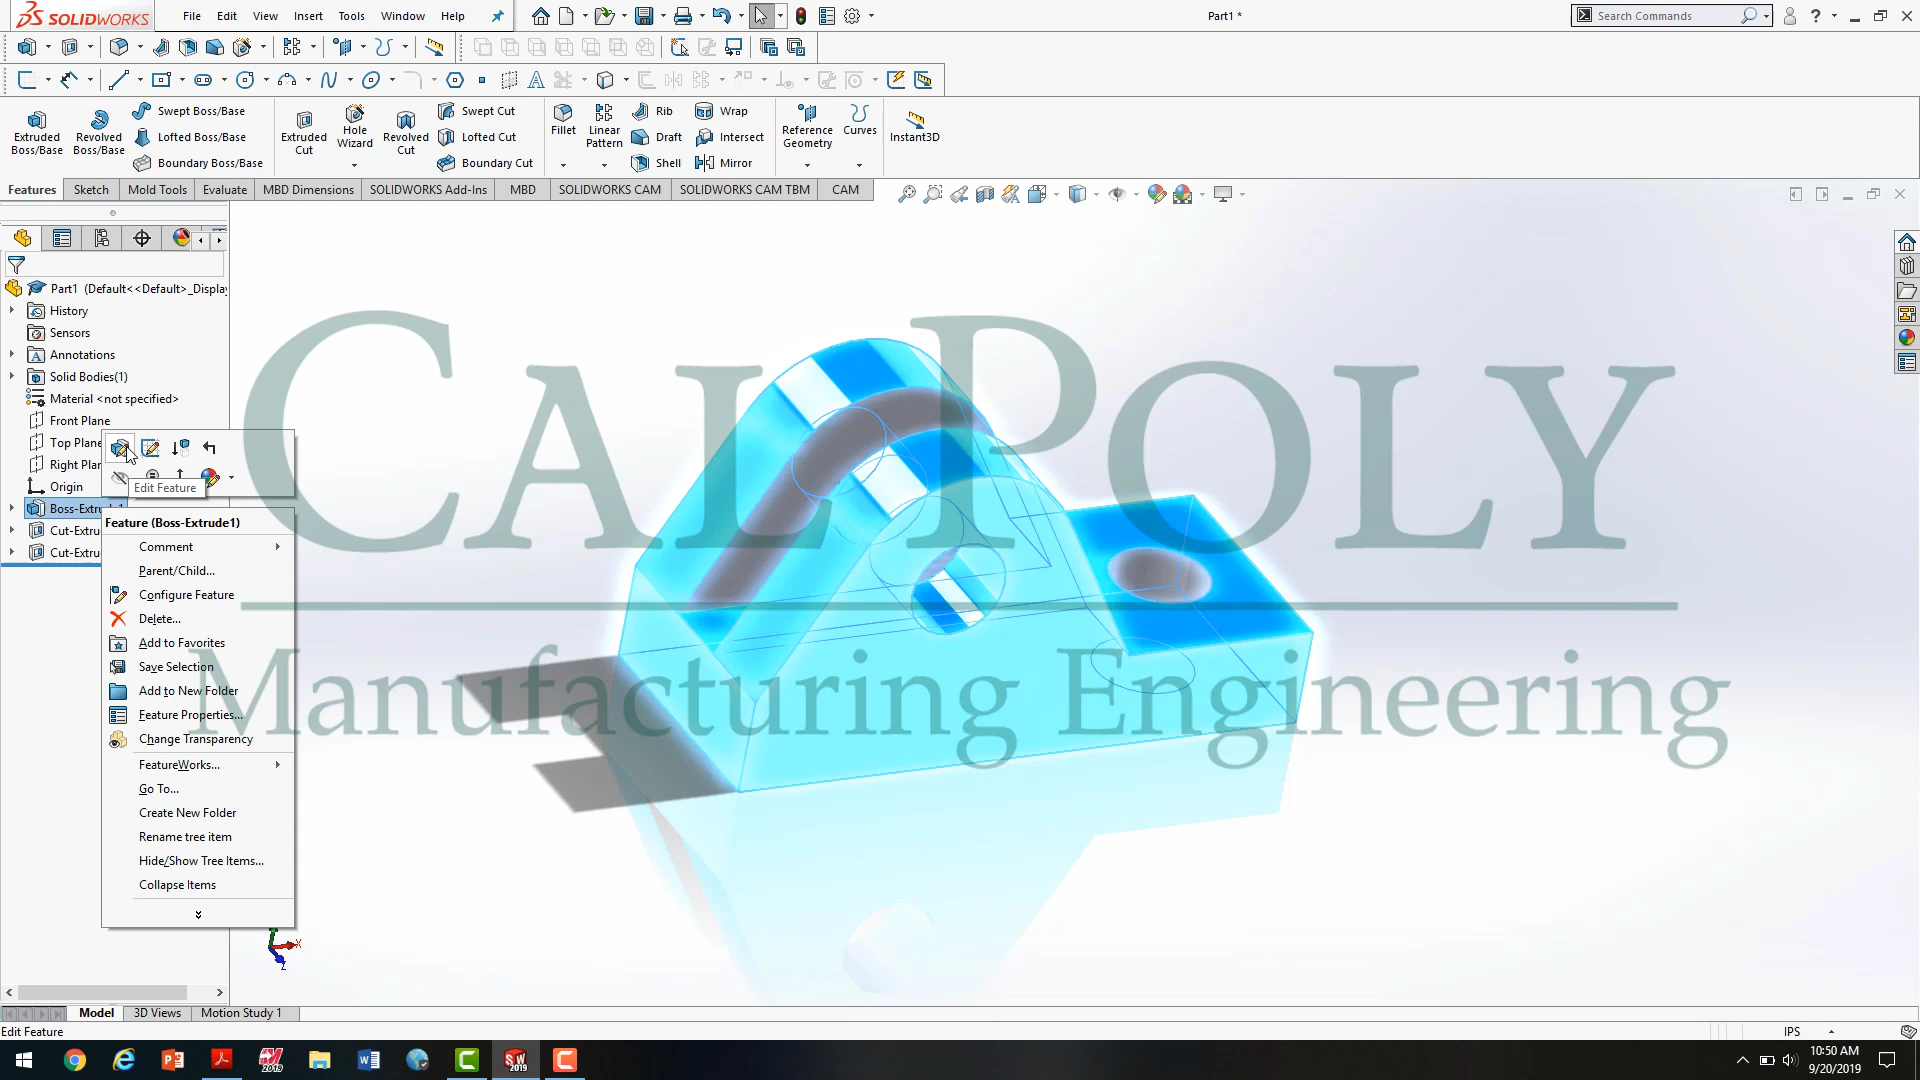 SOLIDWORKS File Edit View Insert Tools Window Help Part1 * Search Commands
Extruded Boss/Base
Revolved Boss/Base
Swept Boss/Base
Lofted Boss/Base
Boundary Boss/Base
Extruded Cut
Hole Wizard
Revolved Cut
Swept Cut
Lofted Cut
Boundary Cut
Fillet
Linear Pattern
Rib
Draft
Shell
Wrap
Intersect
Mirror
Reference Geometry
Curves
Instant3D
Features Sketch Mold Tools Evaluate MBD Dimensions SOLIDWORKS Add-Ins MBD SOLIDWORKS CAM SOLIDWORKS CAM TBM CAM
Part1 (Default<<Default>_Display
History
Sensors
Annotations
Solid Bodies(1)
Material <not specified>
Front Plane
Top Plane
Right Plan
Origin
Edit Feature
Boss-Extrude1
Cut-Extru
Cut-Extru
Feature (Boss-Extrude1)
Comment
Parent/Child...
Configure Feature
Delete...
Add to Favorites
Save Selection
Add to New Folder
Feature Properties...
Change Transparency
FeatureWorks...
Go To...
Create New Folder
Rename tree item
Hide/Show Tree Items...
Collapse Items
CAL POLY
Manufacturing Engineering
X
Z
Model 3D Views Motion Study 1
Edit Feature IPS
10:50 AM
9/20/2019